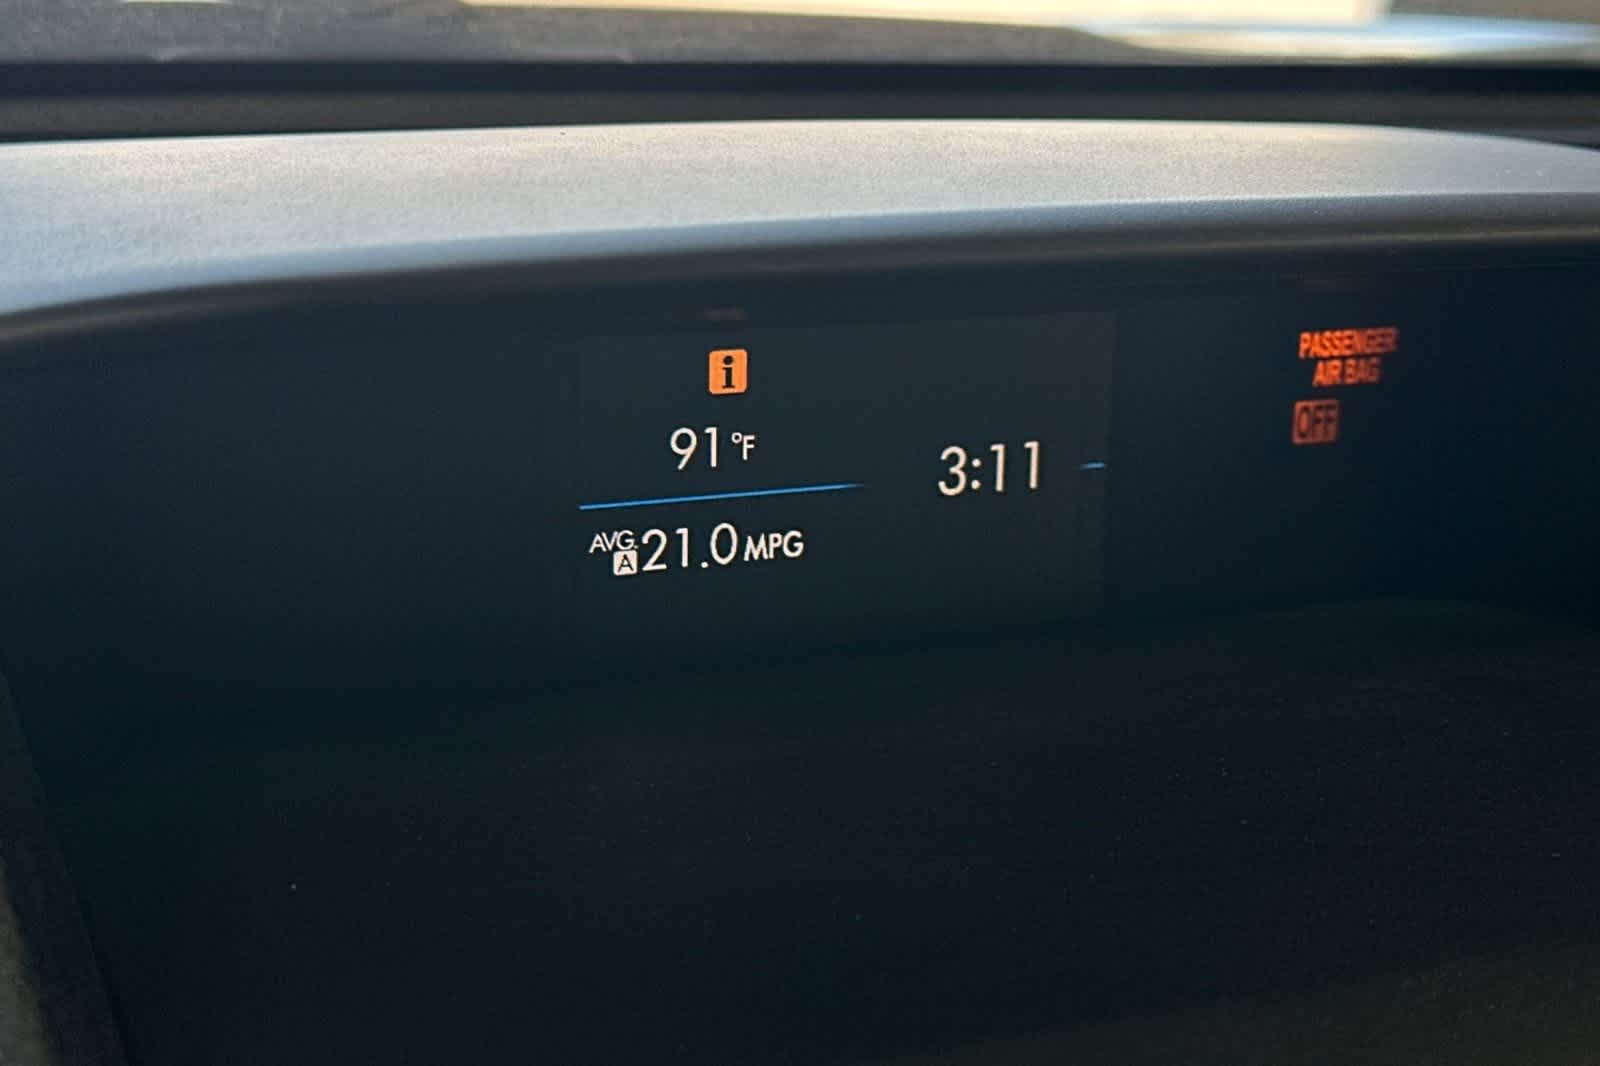 i
91°F
3:11
AVG.
A
21.0 MPG
PASSENGER
AIR BAG
OFF